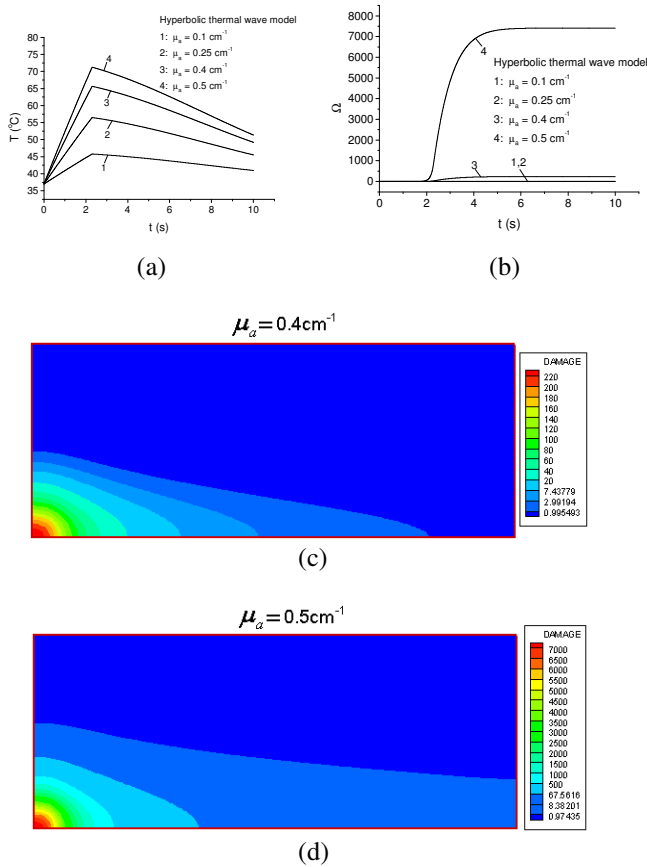 Hyperbolic thermal wave model
1: μa = 0.1 cm-1
2: μa = 0.25 cm-1
3: μa = 0.4 cm-1
4: μa = 0.5 cm-1
80
75
70
65
60
55
50
45
40
35
T (°C)
4
3
2
1
0 2 4 6 8 10
t (s)
(a)
8000
7000
6000
5000
4000
3000
2000
1000
0
Ω
4
Hyperbolic thermal wave model
1: μa = 0.1 cm-1
2: μa = 0.25 cm-1
3: μa = 0.4 cm-1
4: μa = 0.5 cm-1
3
1,2
0 2 4 6 8 10
t (s)
(b)
μa = 0.4cm-1
DAMAGE
220
200
180
160
140
120
100
80
60
40
20
7.43779
2.99194
0.995493
(c)
μa = 0.5cm-1
DAMAGE
7000
6500
6000
5500
5000
4500
4000
3500
3000
2500
2000
1500
1000
500
67.5616
8.38201
0.97435
(d)